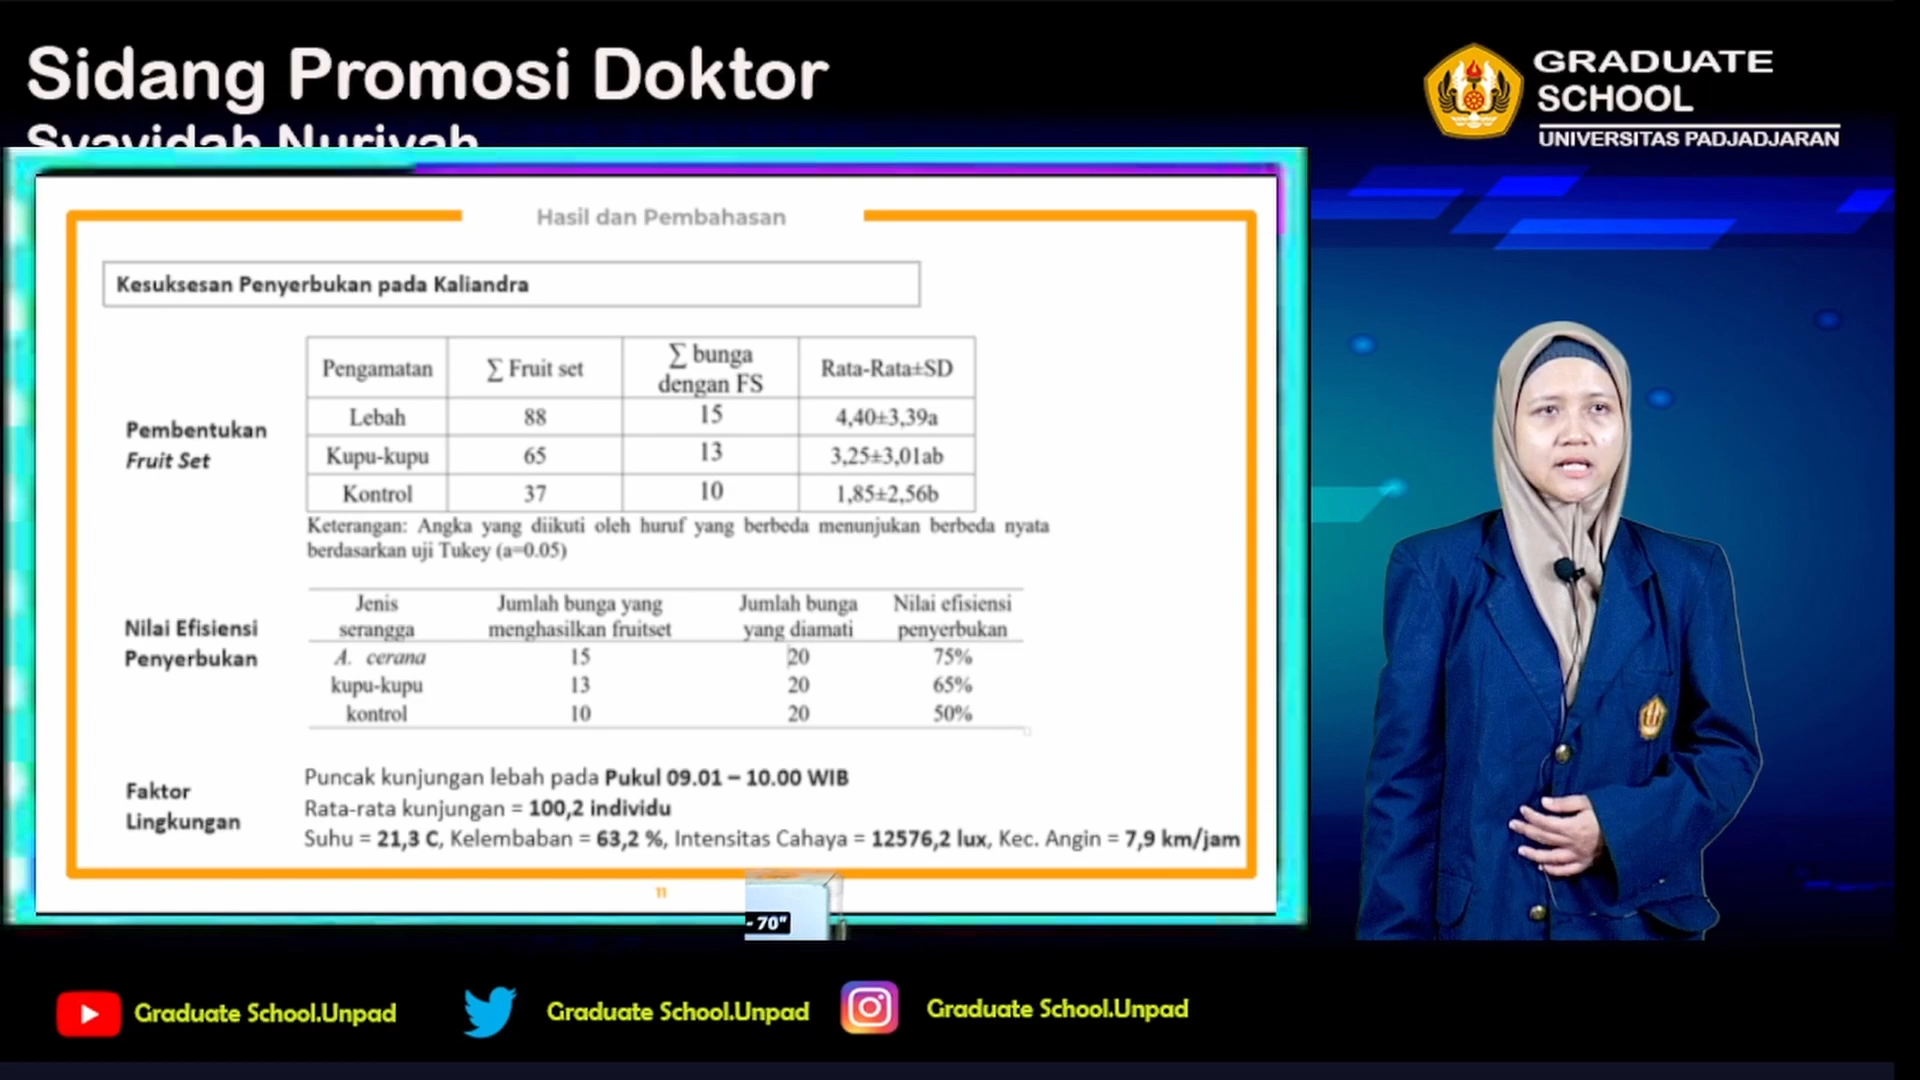 Sidang Promosi Doktor
Syayidah Nuriyah
GRADUATE
SCHOOL
UNIVERSITAS PADJADJARAN
Hasil dan Pembahasan
Kesuksesan Penyerbukan pada Kaliandra
Pembentukan
Fruit Set
Pengamatan ∑ Fruit set ∑ bunga dengan FS Rata-Rata±SD
Lebah 88 15 4,40±3,39a
Kupu-kupu 65 13 3,25±3,01ab
Kontrol 37 10 1,85±2,56b
Keterangan: Angka yang diikuti oleh huruf yang berbeda menunjukan berbeda nyata
berdasarkan uji Tukey (a=0.05)
Nilai Efisiensi
Penyerbukan
Jenis serangga Jumlah bunga yang menghasilkan fruitset Jumlah bunga yang diamati Nilai efisiensi penyerbukan
A. cerana 15 20 75%
kupu-kupu 13 20 65%
kontrol 10 20 50%
Faktor
Lingkungan
Puncak kunjungan lebah pada Pukul 09.01 – 10.00 WIB
Rata-rata kunjungan = 100,2 individu
Suhu = 21,3 C, Kelembaban = 63,2 %, Intensitas Cahaya = 12576,2 lux, Kec. Angin = 7,9 km/jam
11
- 70"
Graduate School.Unpad
Graduate School.Unpad
Graduate School.Unpad